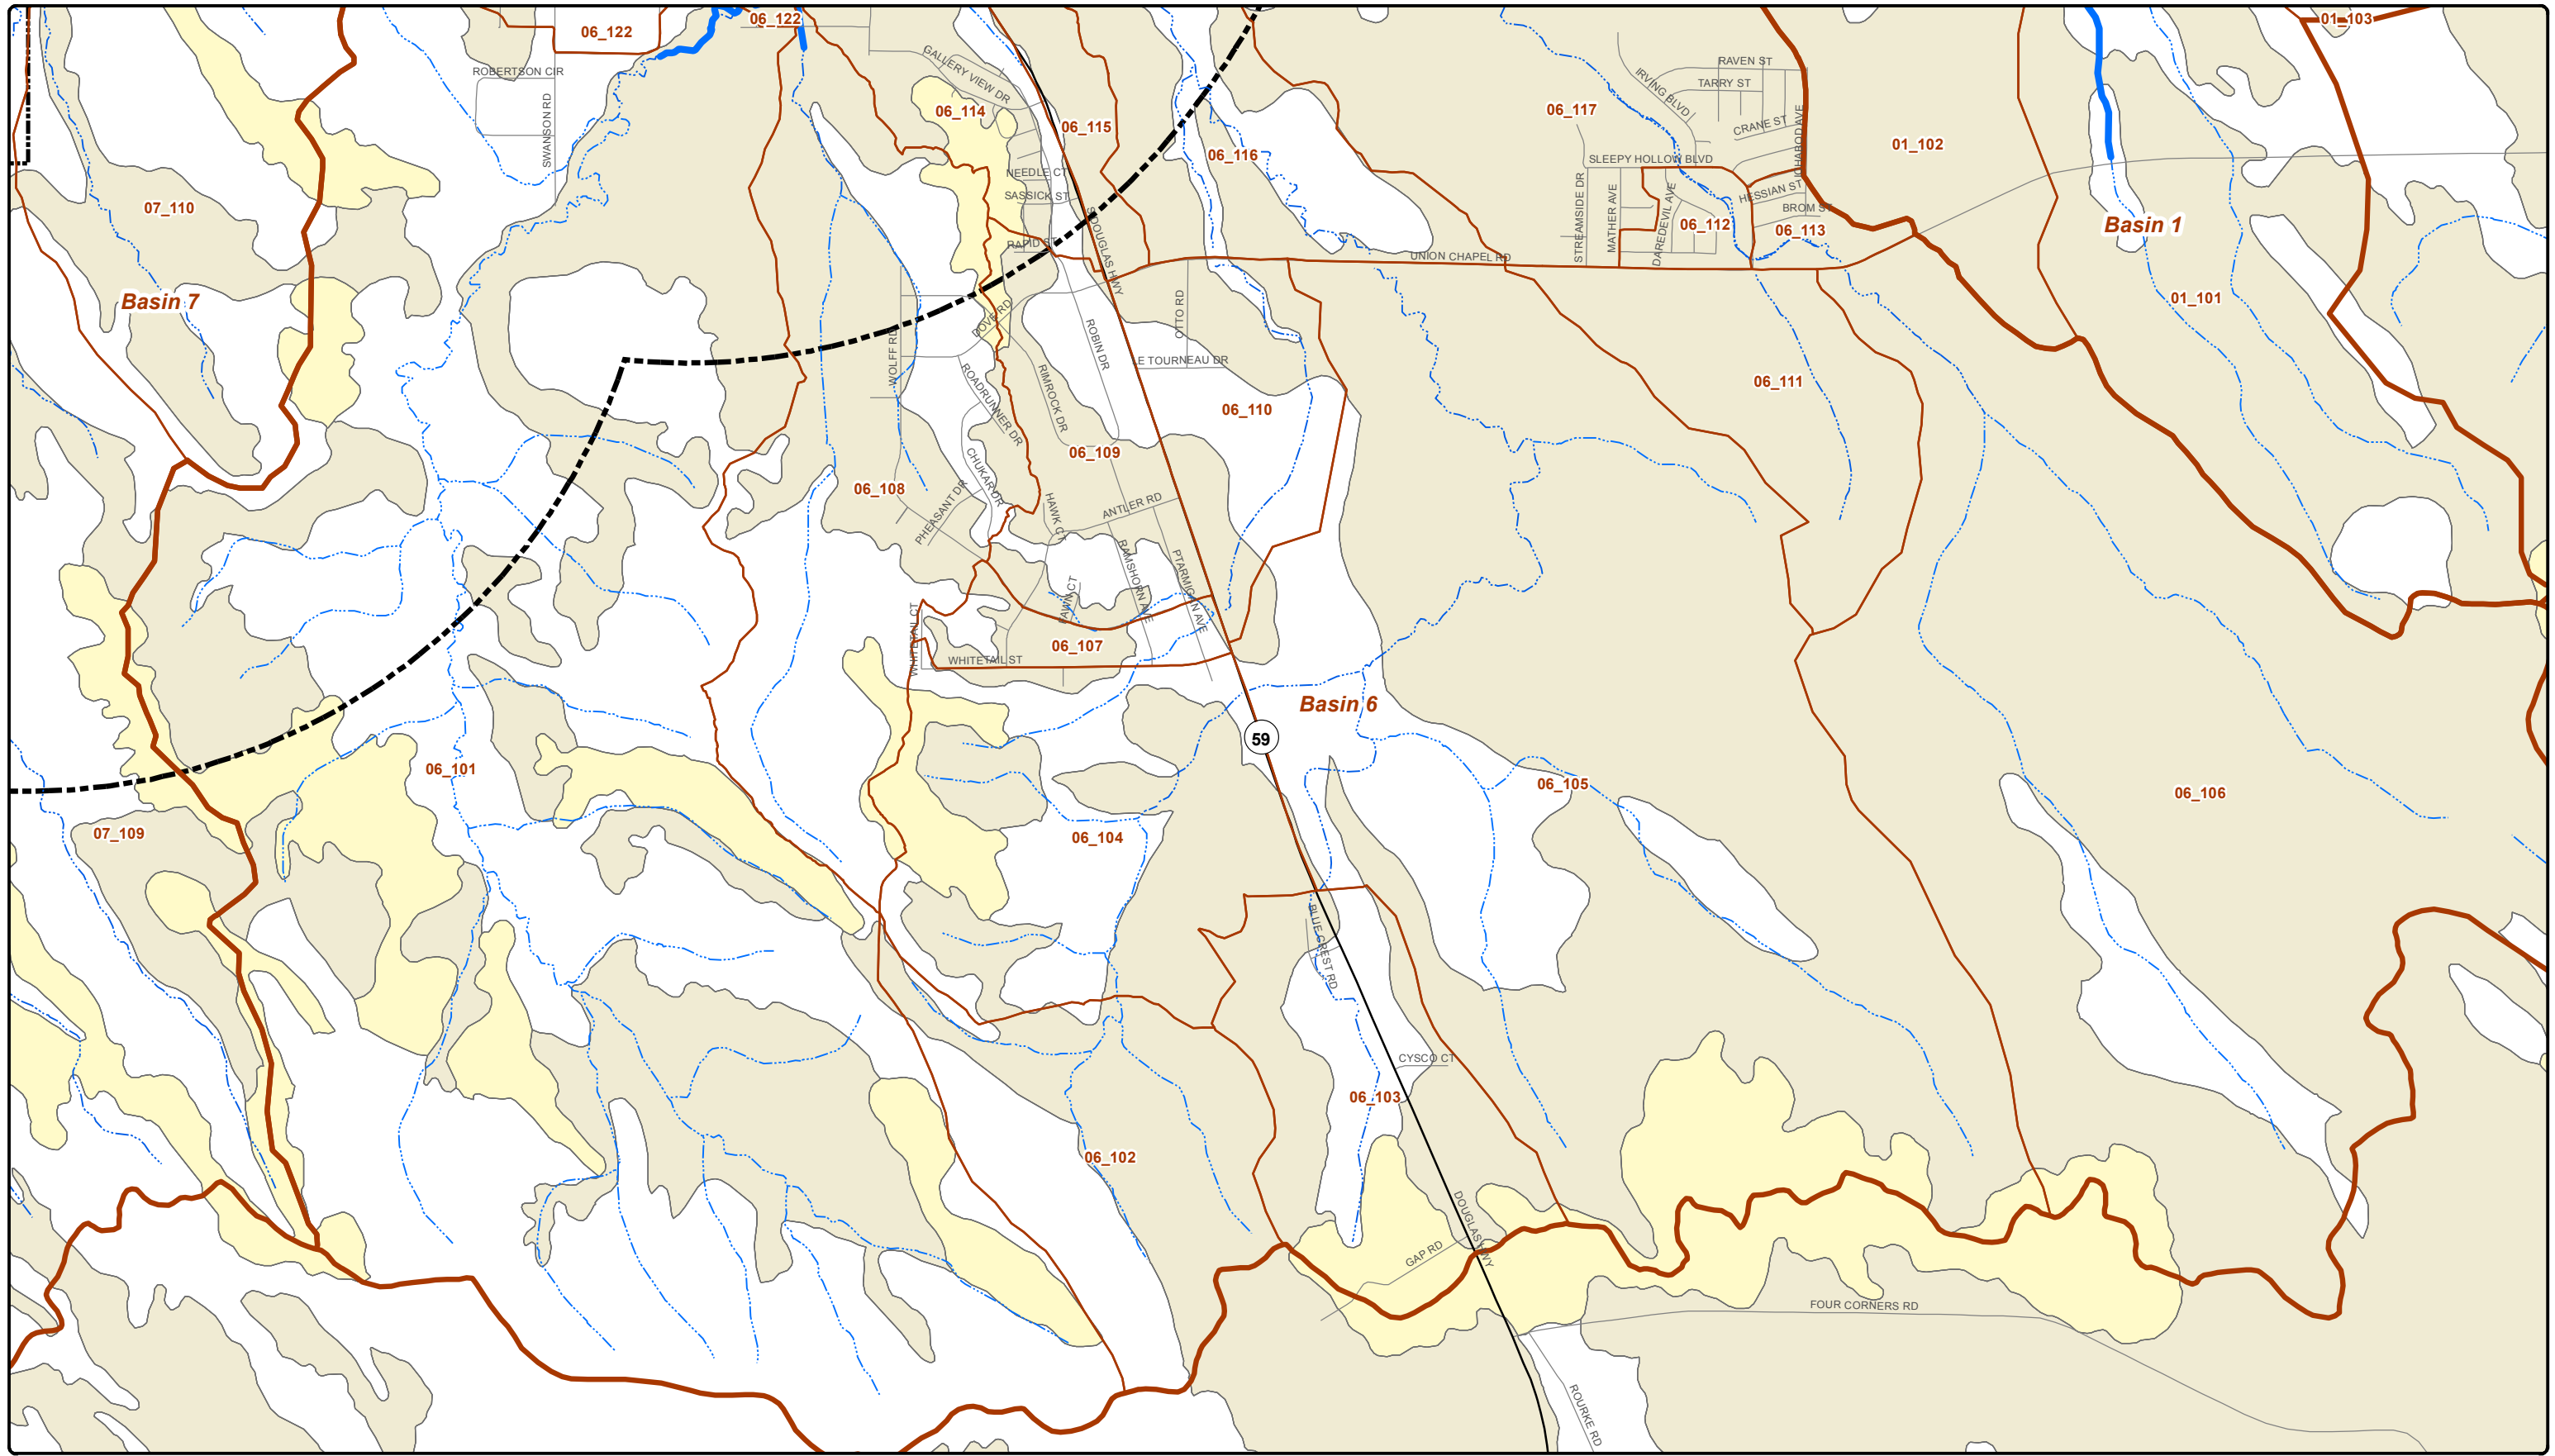 06_122
06_122
01_103
GALLERY VIEW DR
ROBERTSON CIR
RAVEN ST
TARRY ST
IRVING BLVD
SWANSON RD
06_114
06_117
06_115
CRANE ST
ICHABOD AVE
01_102
06_116
SLEEPY HOLLOW BLVD
NEEDLE CT
SASSICK ST
HESSIAN ST
BROM ST
07_110
STREAMSIDE DR
MATHER AVE
DAREDEVIL AVE
06_112
06_113
Basin 1
RAPID ST
S DOUGLAS HWY
UNION CHAPEL RD
Basin 7
01_101
DOVE RD
OTTO RD
ROBIN DR
WOLFF RD
E TOURNEAU DR
06_111
ROADRUNNER DR
RIMROCK DR
06_110
06_109
CHUKAR DR
06_108
PHEASANT DR
HAWK CT
ANTLER RD
RAMSHORN AVE
PTARMIGAN AVE
FAWN CT
WHITETAIL CT
06_107
WHITETAIL ST
Basin 6
59
06_101
06_105
06_106
07_109
06_104
BLUE CREST RD
CYSCO CT
06_103
06_102
DOUGLAS HWY
GAP RD
FOUR CORNERS RD
ROURKE RD